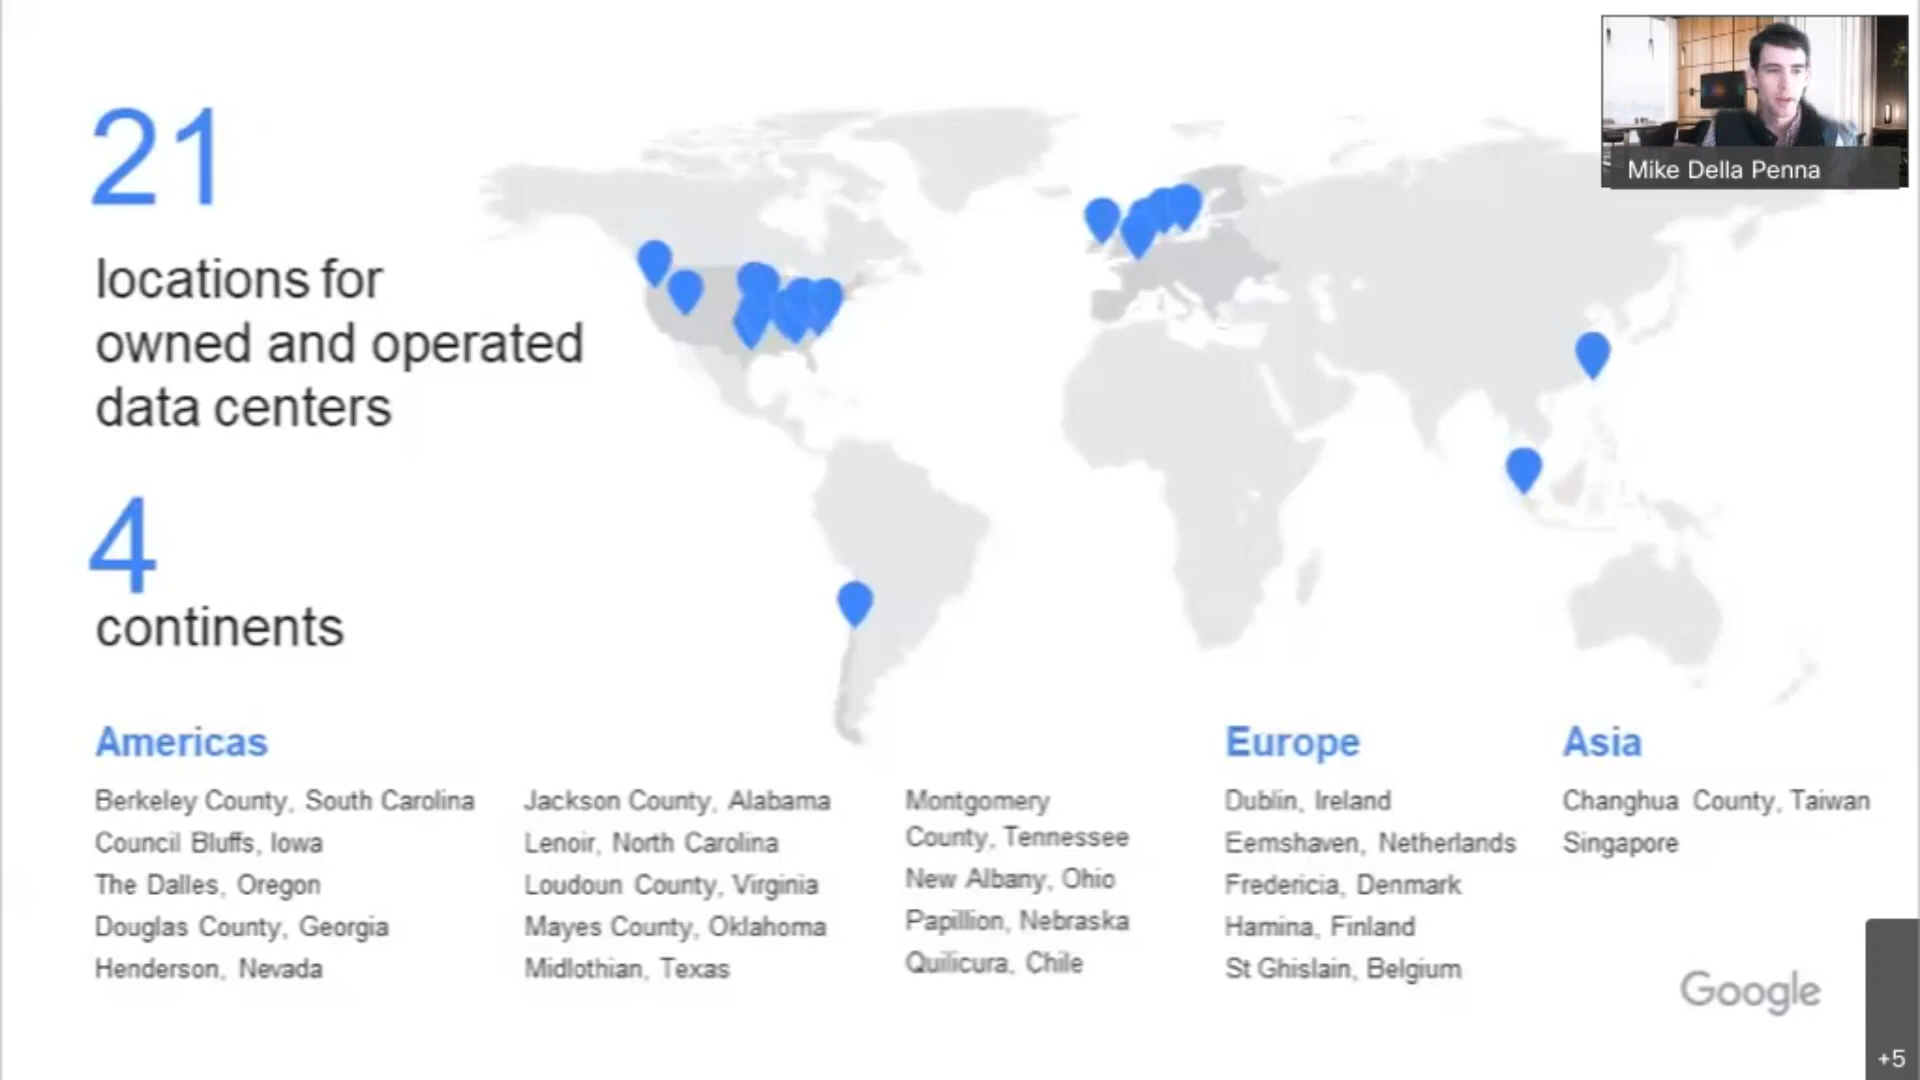 Mike Della Penna
21
locations for
owned and operated
data centers
4
continents
Americas
Berkeley County, South Carolina
Council Bluffs, Iowa
The Dalles, Oregon
Douglas County, Georgia
Henderson, Nevada
Jackson County, Alabama
Lenoir, North Carolina
Loudoun County, Virginia
Mayes County, Oklahoma
Midlothian, Texas
Montgomery
County, Tennessee
New Albany, Ohio
Papillion, Nebraska
Quilicura, Chile
Europe
Dublin, Ireland
Eemshaven, Netherlands
Fredericia, Denmark
Hamina, Finland
St Ghislain, Belgium
Asia
Changhua County, Taiwan
Singapore
Google
+5